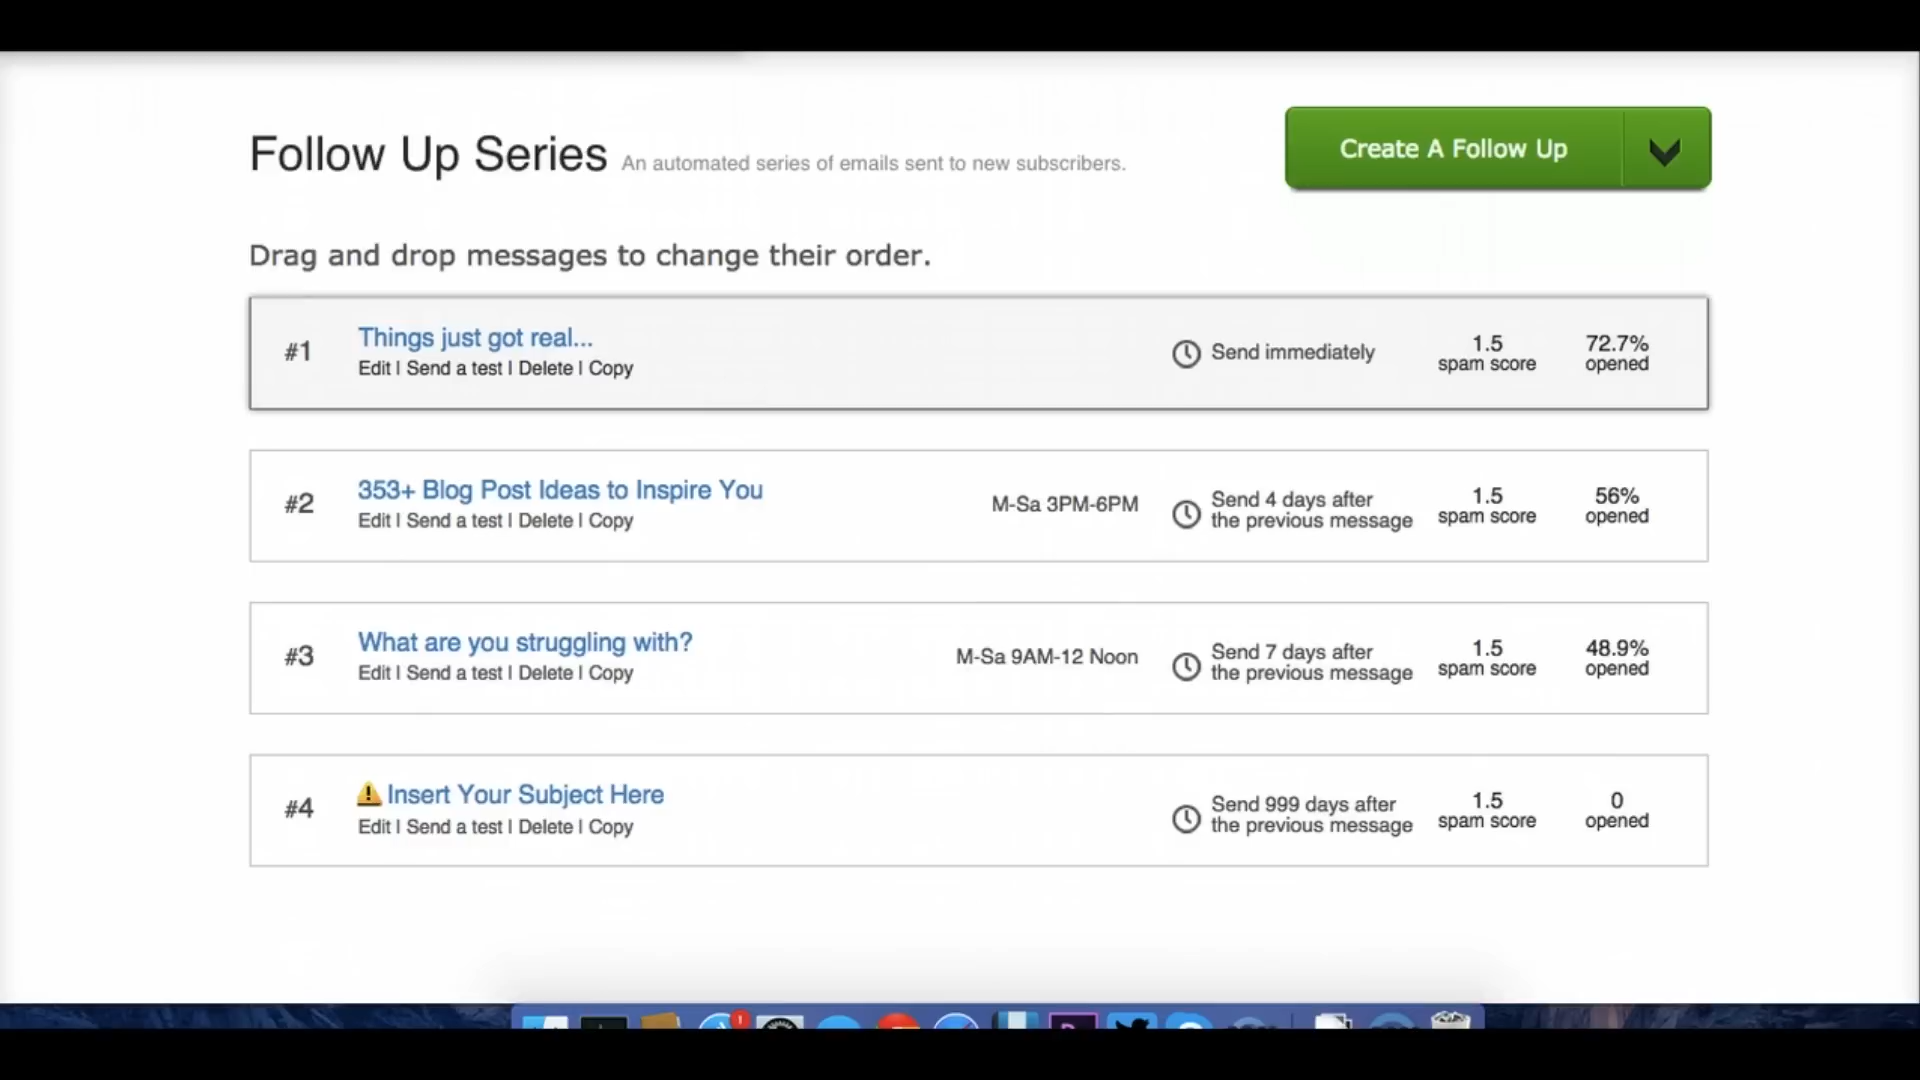 Follow Up Series An automated series of emails sent to new subscribers.
Create A Follow Up
Drag and drop messages to change their order.
#1
Things just got real...
Edit | Send a test | Delete | Copy
Send immediately
1.5
spam score
72.7%
opened
#2
353+ Blog Post Ideas to Inspire You
Edit | Send a test | Delete | Copy
M-Sa 3PM-6PM
Send 4 days after
the previous message
1.5
spam score
56%
opened
#3
What are you struggling with?
Edit | Send a test | Delete | Copy
M-Sa 9AM-12 Noon
Send 7 days after
the previous message
1.5
spam score
48.9%
opened
#4
Insert Your Subject Here
Edit | Send a test | Delete | Copy
Send 999 days after
the previous message
1.5
spam score
0
opened
1